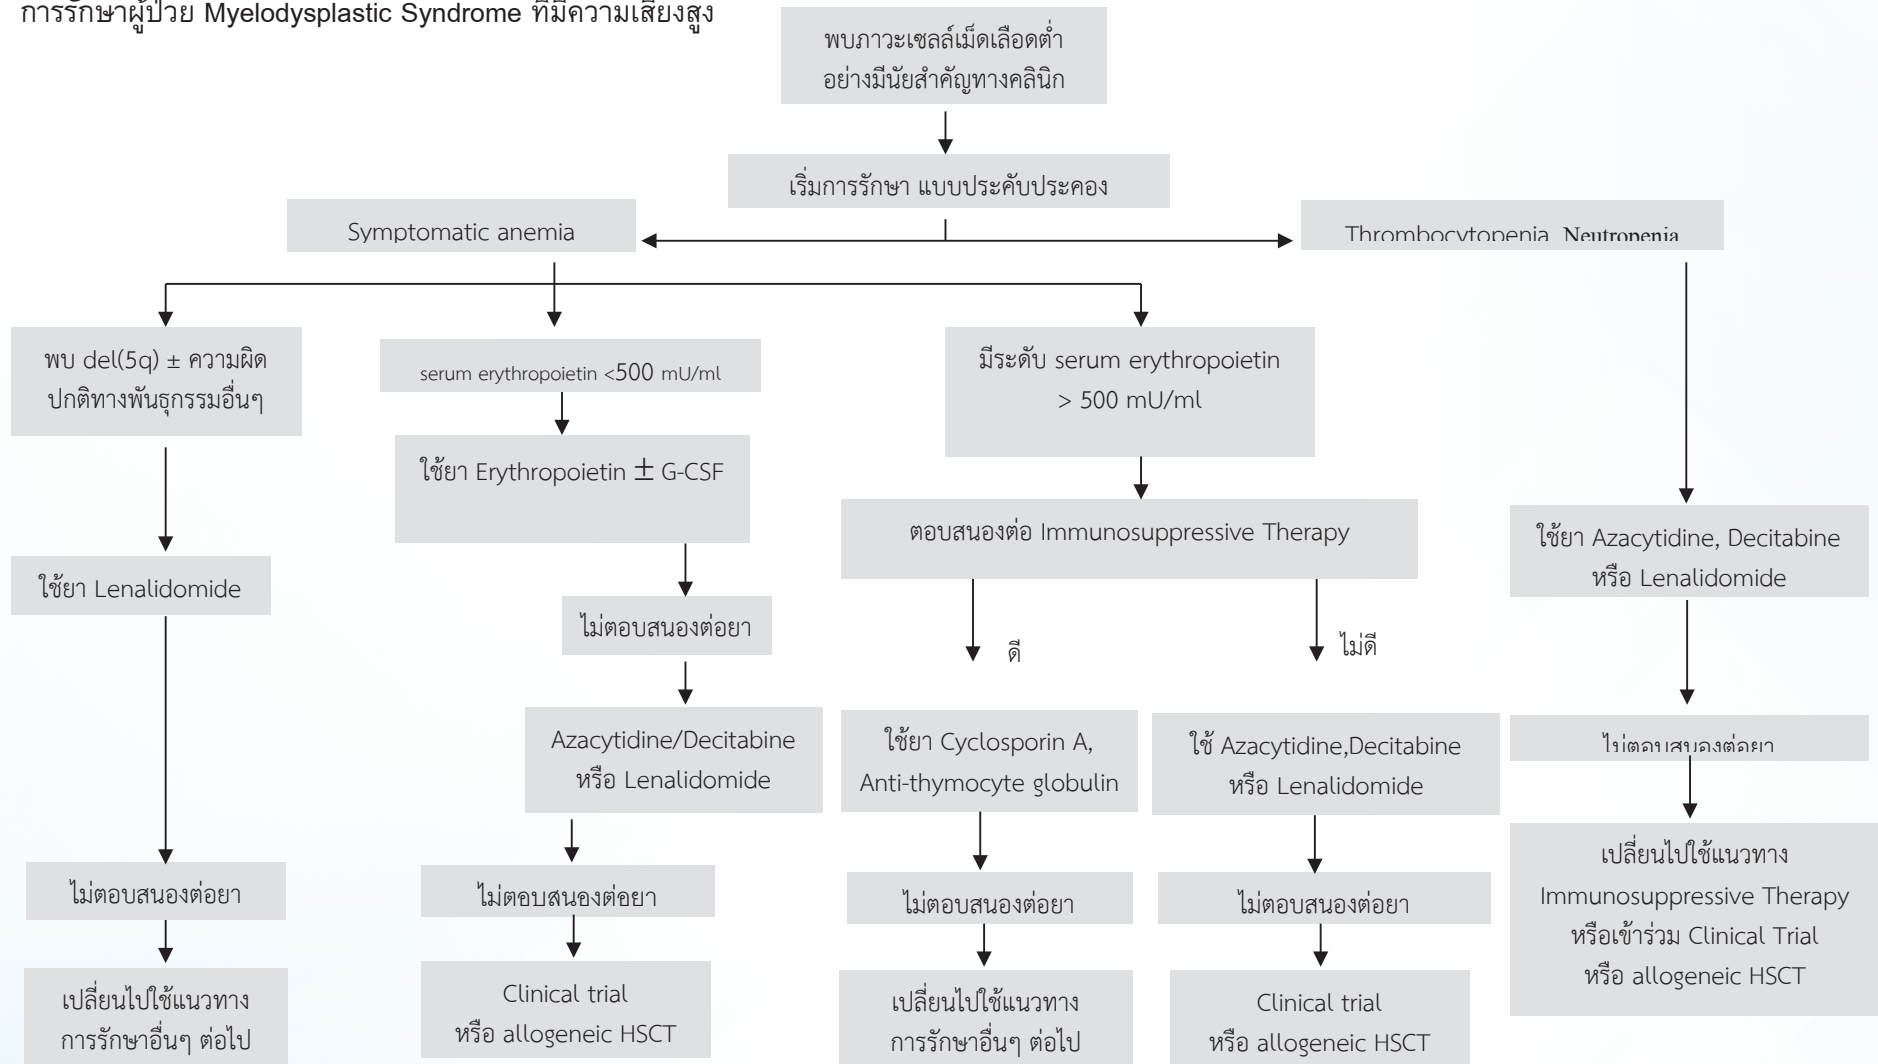 การรักษาผู้ป่วย Myelodysplastic Syndrome ที่มีความเสี่ยงสูง
พบภาวะเซลล์เม็ดเลือดต่ำ
อย่างมีนัยสำคัญทางคลินิก
เริ่มการรักษา แบบประคับประคอง
Symptomatic anemia
Thrombocytopenia Neutropenia
พบ del(5q) ± ความผิด
ปกติทางพันธุกรรมอื่นๆ
serum erythropoietin <500 mU/ml
มีระดับ serum erythropoietin
> 500 mU/ml
ใช้ยา Erythropoietin ± G-CSF
ตอบสนองต่อ Immunosuppressive Therapy
ใช้ยา Azacytidine, Decitabine
หรือ Lenalidomide
ใช้ยา Lenalidomide
ไม่ตอบสนองต่อยา
ดี
ไม่ดี
Azacytidine/Decitabine
หรือ Lenalidomide
ใช้ยา Cyclosporin A,
Anti-thymocyte globulin
ใช้ Azacytidine,Decitabine
หรือ Lenalidomide
ไม่ตอบสนองต่อยา
ไม่ตอบสนองต่อยา
ไม่ตอบสนองต่อยา
ไม่ตอบสนองต่อยา
ไม่ตอบสนองต่อยา
เปลี่ยนไปใช้แนวทาง
Immunosuppressive Therapy
หรือเข้าร่วม Clinical Trial
หรือ allogeneic HSCT
เปลี่ยนไปใช้แนวทาง
การรักษาอื่นๆ ต่อไป
Clinical trial
หรือ allogeneic HSCT
เปลี่ยนไปใช้แนวทาง
การรักษาอื่นๆ ต่อไป
Clinical trial
หรือ allogeneic HSCT